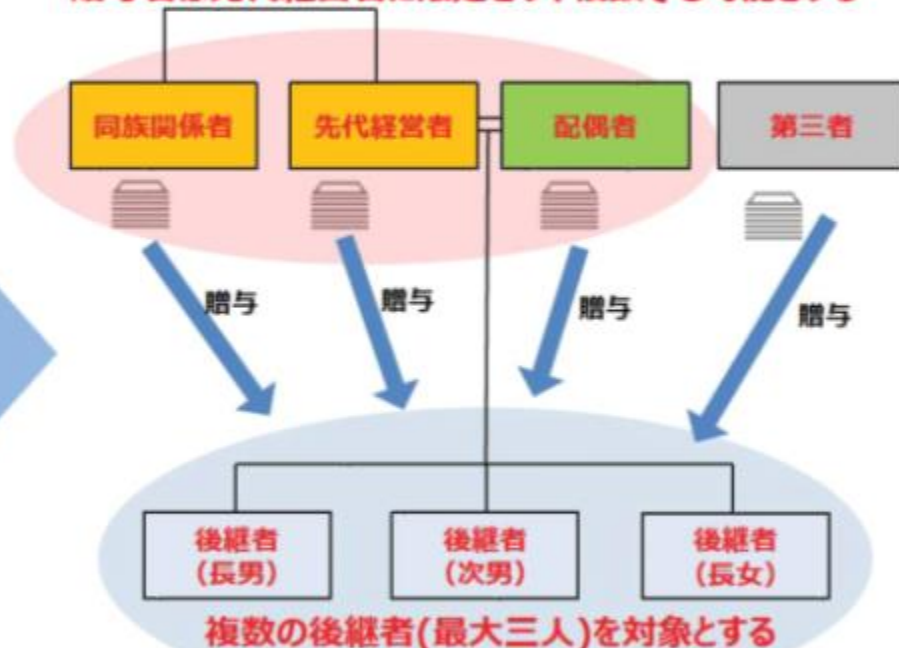 同族関係者
先代経営者
配偶者
第三者
贈与
贈与
贈与
贈与
後継者
(長男)
後継者
(次男)
後継者
(長女)
複数の後継者(最大三人)を対象とする